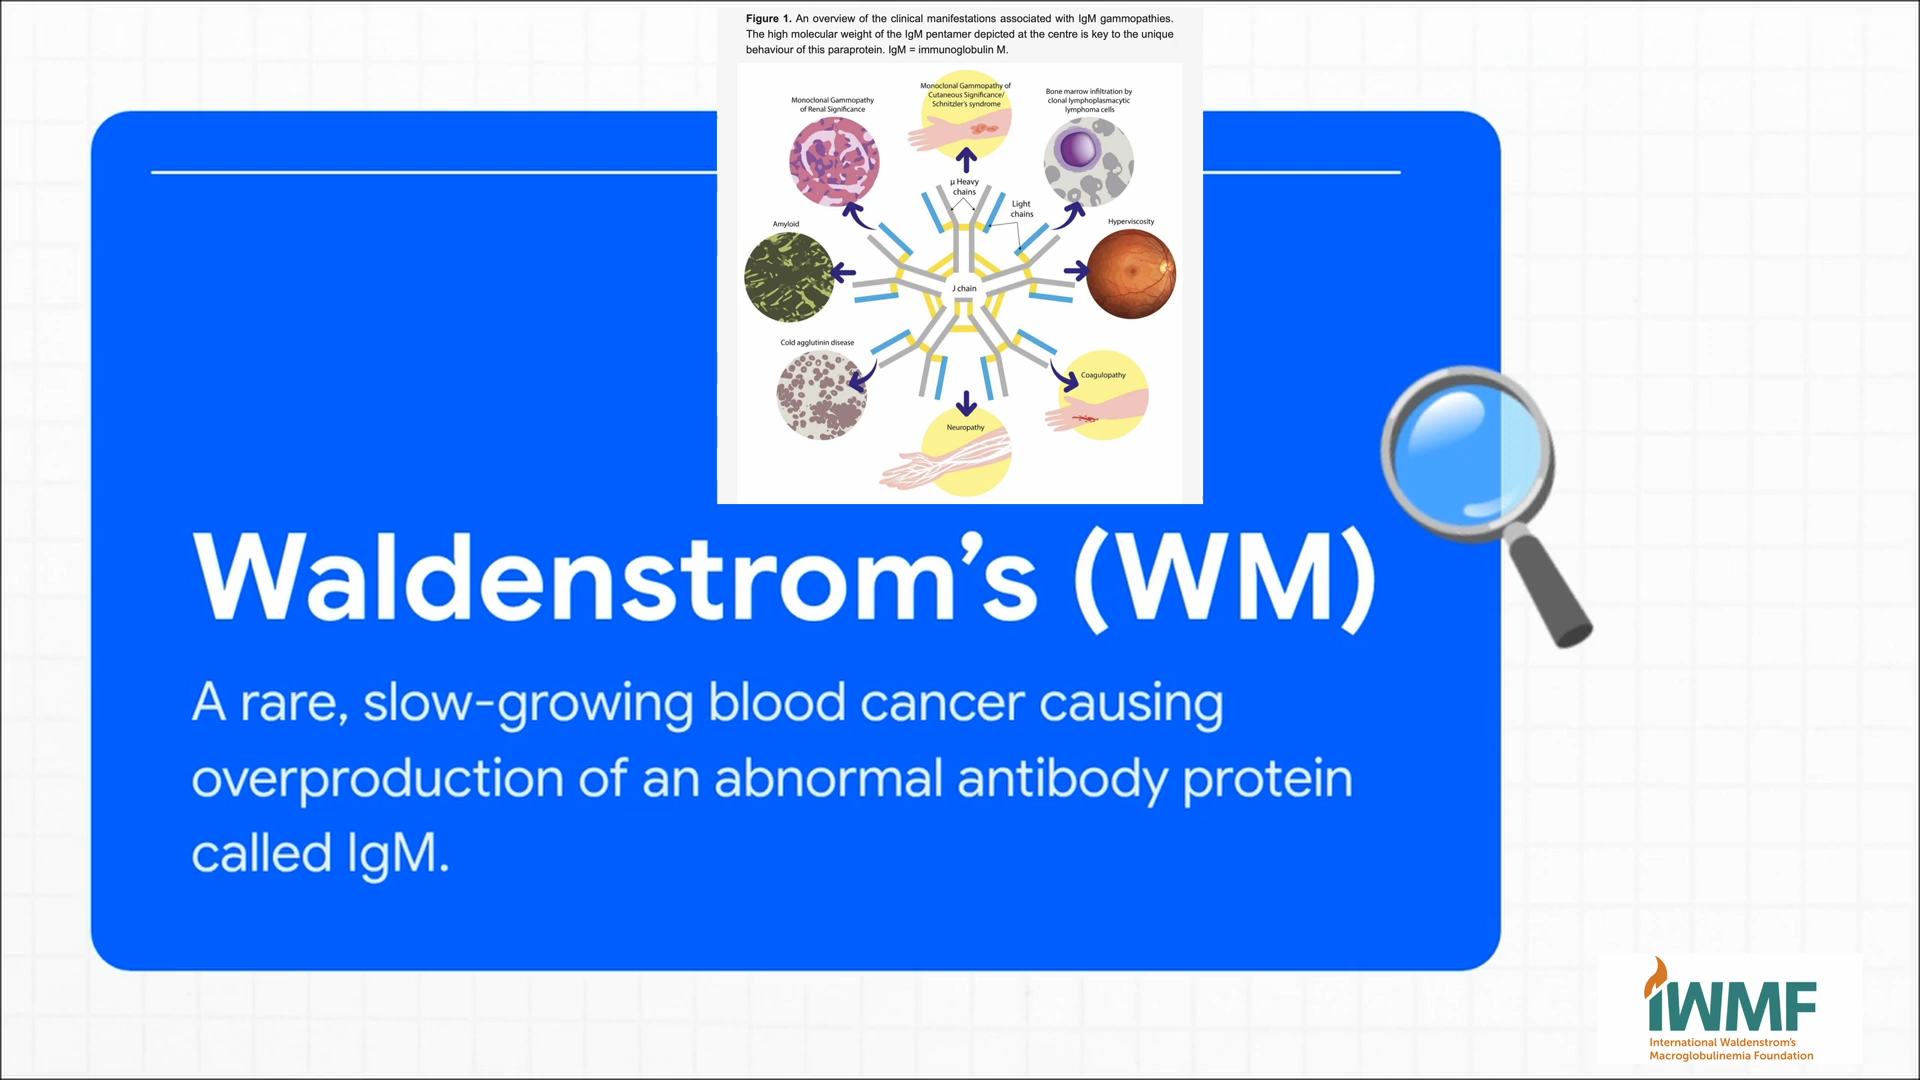 Figure 1. An overview of the clinical manifestations associated with IgM gammopathies.
The high molecular weight of the IgM pentamer depicted at the centre is key to the unique
behaviour of this paraprotein. IgM = immunoglobulin M.
Monoclonal Gammopathy
of Renal Significance
Monoclonal Gammopathy of
Cutaneous Significance/
Schnitzler's syndrome
Bone marrow infiltration by
clonal lymphoplasmacytic
lymphoma cells
μ Heavy
chains
Light
chains
Amyloid
Hyperviscosity
J chain
Cold agglutinin disease
Coagulopathy
Neuropathy
Waldenstrom’s (WM)
A rare, slow-growing blood cancer causing
overproduction of an abnormal antibody protein
called IgM.
iWMF
International Waldenstrom's
Macroglobulinemia Foundation